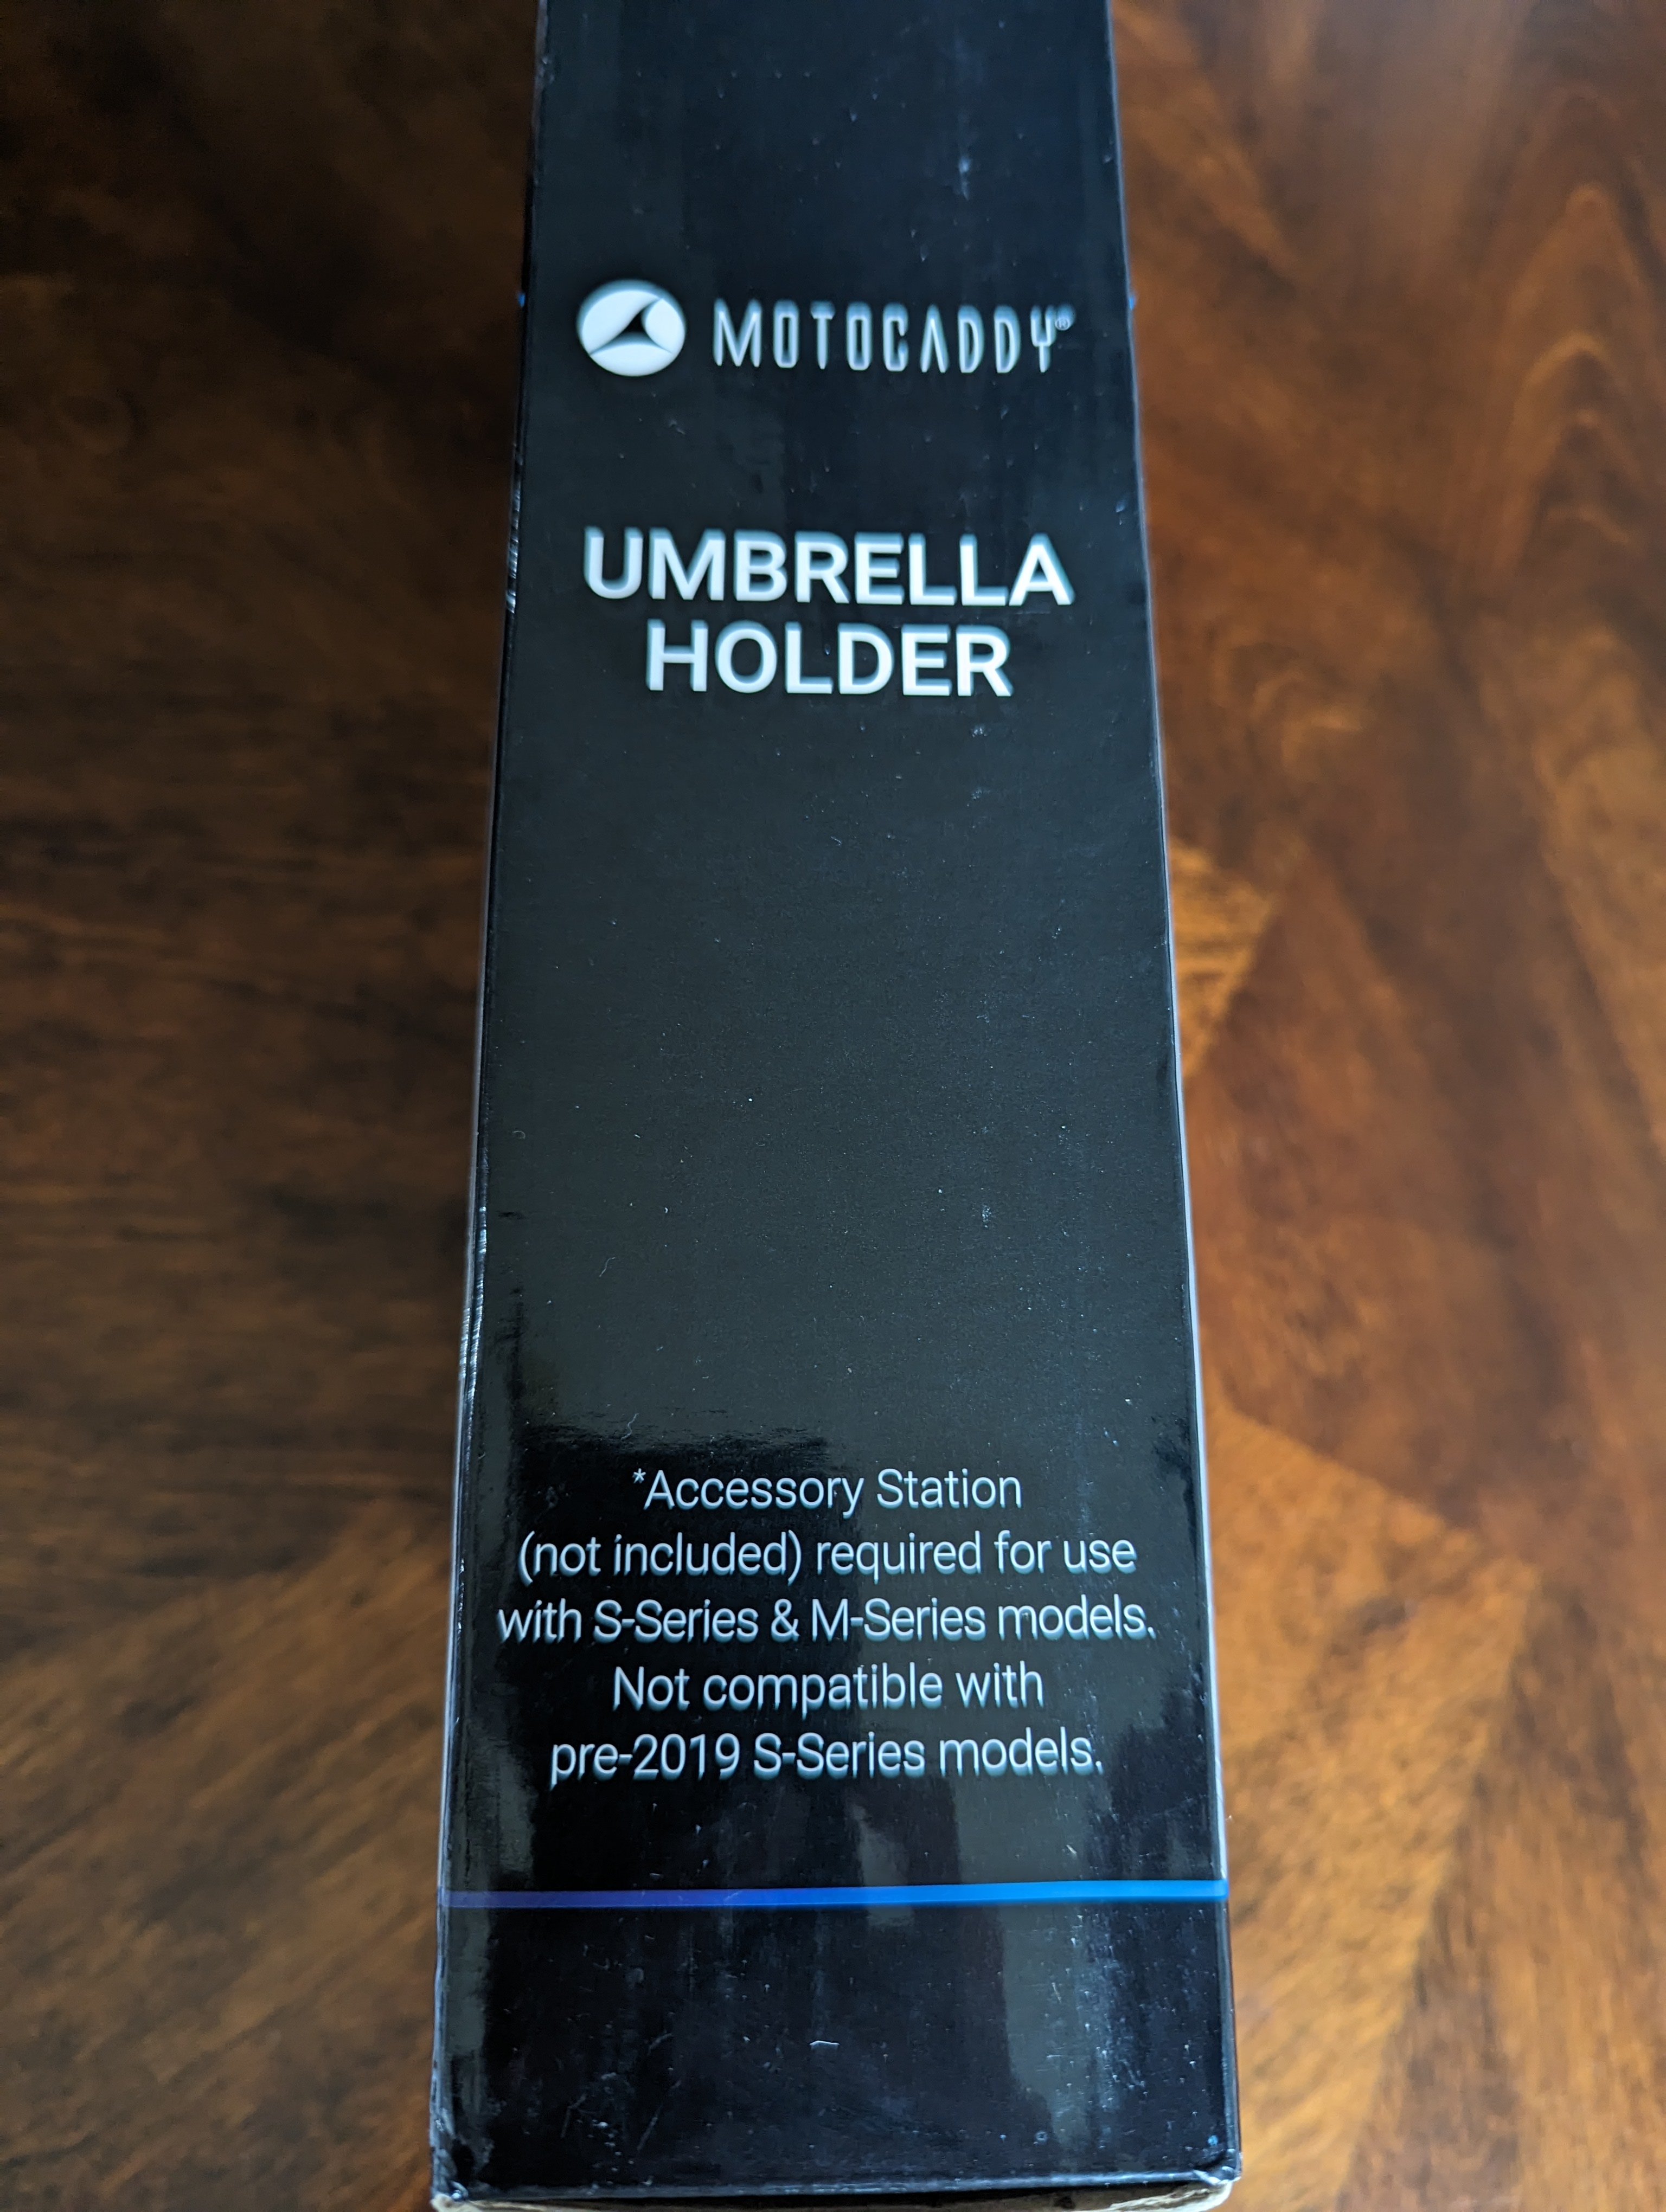 MOTOCADDY®
UMBRELLA
HOLDER
*Accessory Station
(not included) required for use
with S-Series & M-Series models.
Not compatible with
pre-2019 S-Series models.